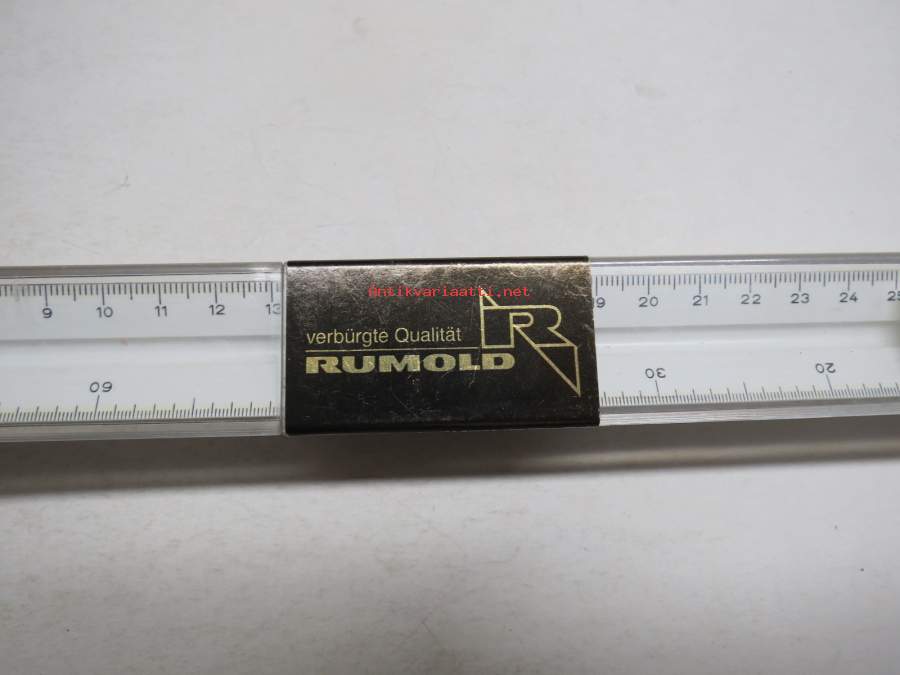 antikvariaatti.net
9 10 11 12 13
19 20 21 22 23 24 25
verbürgte Qualität
R
RUMOLD
60
30
20